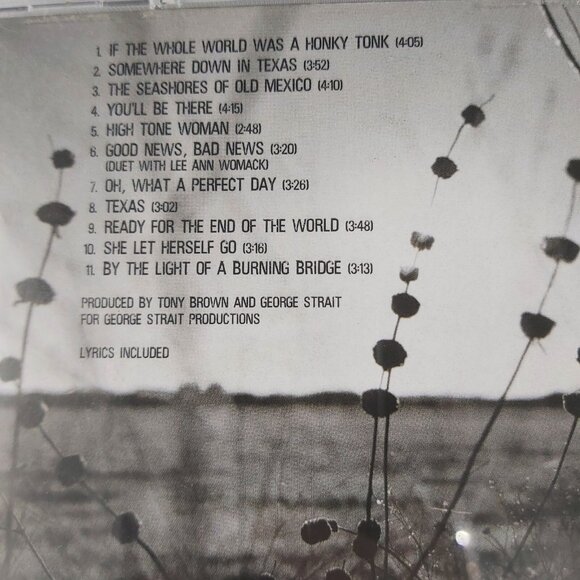 1. IF THE WHOLE WORLD WAS A HONKY TONK (4:05)
2. SOMEWHERE DOWN IN TEXAS (3:52)
3. THE SEASHORES OF OLD MEXICO (4:10)
4. YOU'LL BE THERE (4:15)
5. HIGH TONE WOMAN (2:48)
6. GOOD NEWS, BAD NEWS (3:20)
(DUET WITH LEE ANN WOMACK)
7. OH, WHAT A PERFECT DAY (3:26)
8. TEXAS (3:02)
9. READY FOR THE END OF THE WORLD (3:48)
10. SHE LET HERSELF GO (3:16)
11. BY THE LIGHT OF A BURNING BRIDGE (3:13)
PRODUCED BY TONY BROWN AND GEORGE STRAIT
FOR GEORGE STRAIT PRODUCTIONS
LYRICS INCLUDED